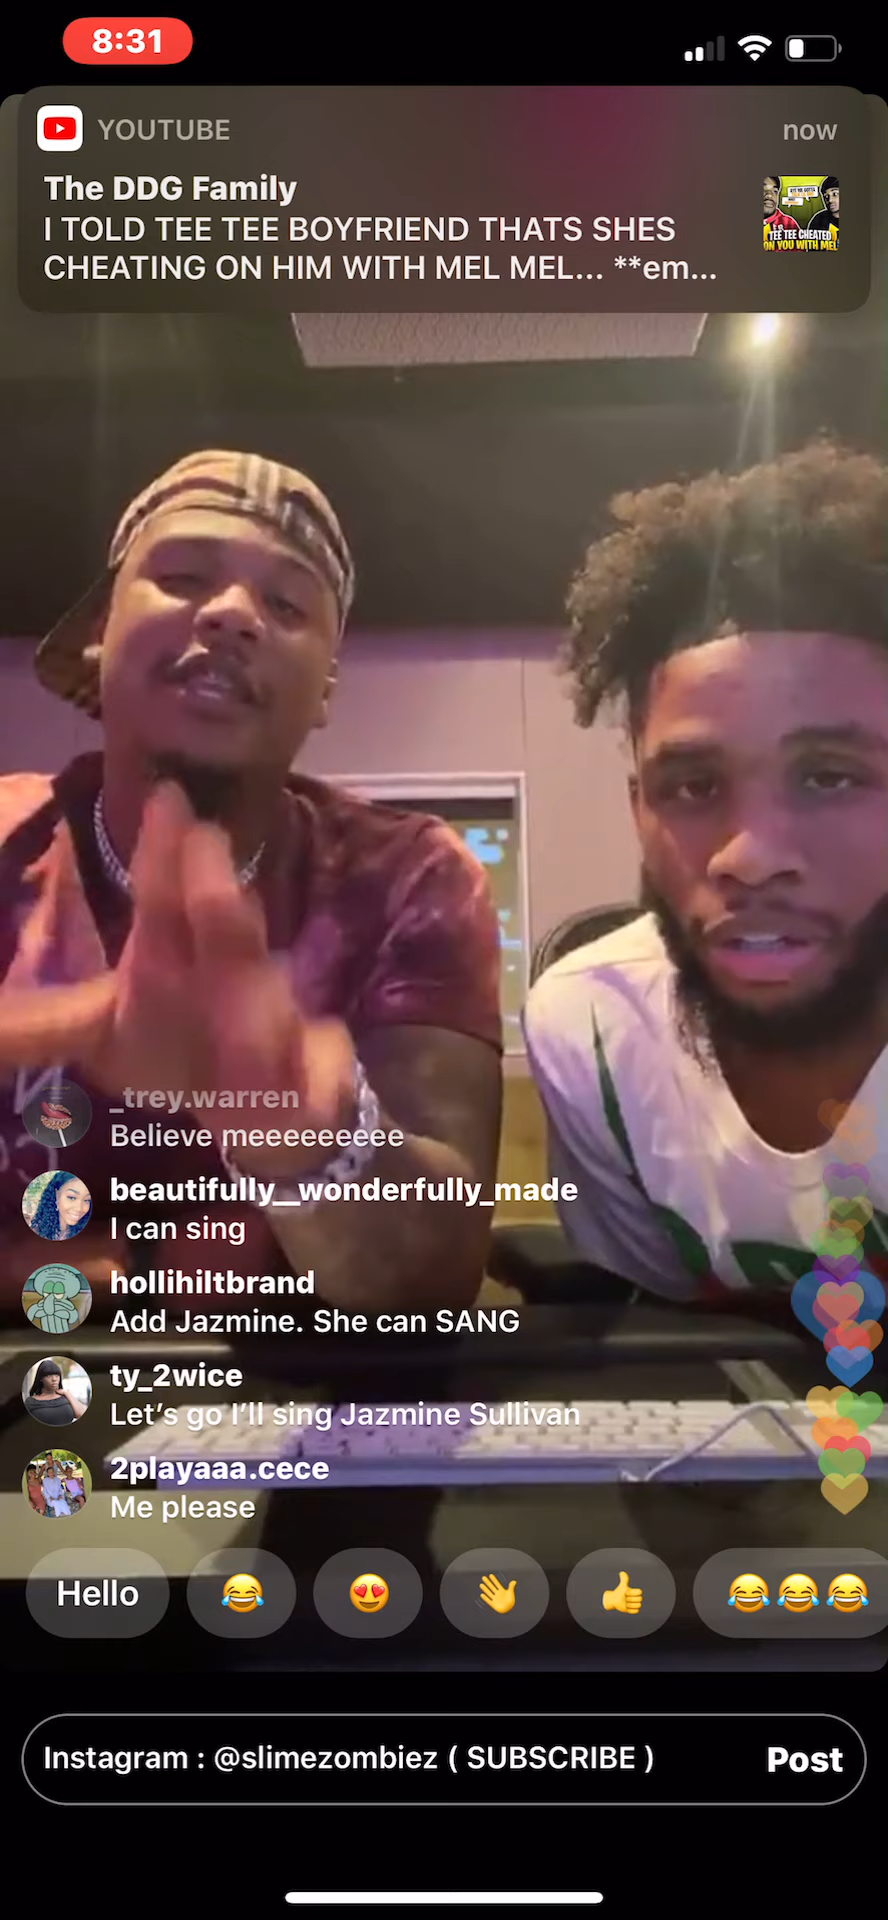 8:31
YOUTUBE
now
The DDG Family
I TOLD TEE TEE BOYFRIEND THATS SHES
CHEATING ON HIM WITH MEL MEL... **em...
TEE TEE CHEATED
ON YOU WITH MEL
_trey.warren
Believe meeeeeeeee
beautifully__wonderfully_made
I can sing
hollihiltbrand
Add Jazmine. She can SANG
ty_2wice
Let’s go I’ll sing Jazmine Sullivan
2playaaa.cece
Me please
Hello
Instagram : @slimezombiez ( SUBSCRIBE )
Post